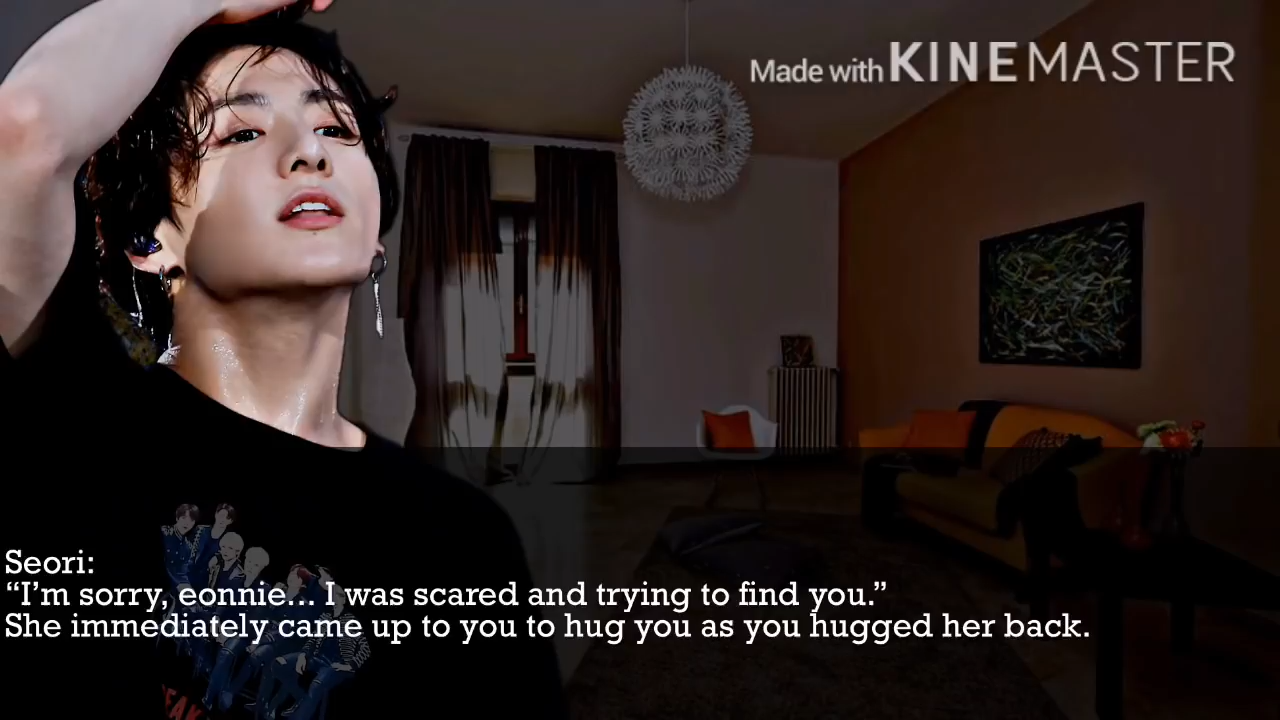 Made with KINEMASTER
Seori:
“I’m sorry, eonnie... I was scared and trying to find you.”
She immediately came up to you to hug you as you hugged her back.